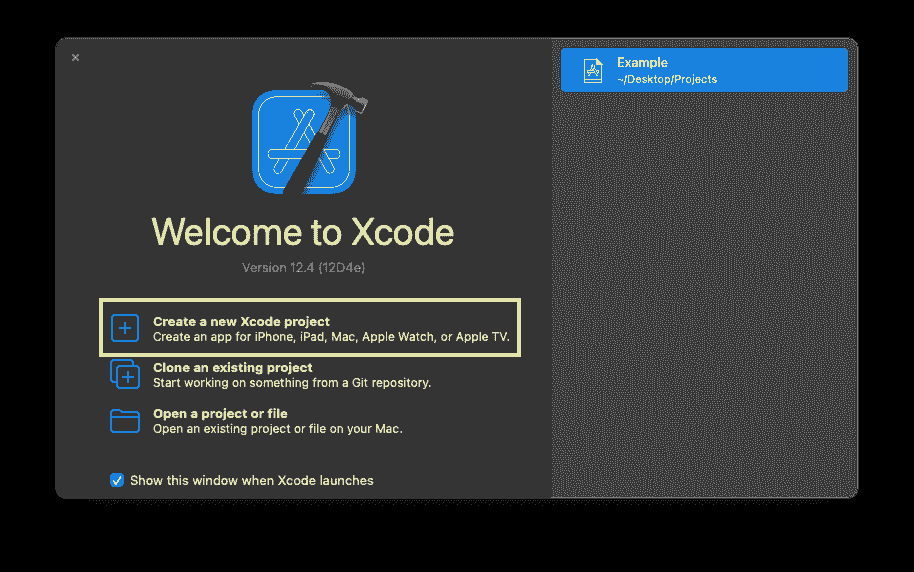 Example
~/Desktop/Projects
Welcome to Xcode
Version 12.4 (12D4e)
Create a new Xcode project
Create an app for iPhone, iPad, Mac, Apple Watch, or Apple TV.
Clone an existing project
Start working on something from a Git repository.
Open a project or file
Open an existing project or file on your Mac.
Show this window when Xcode launches